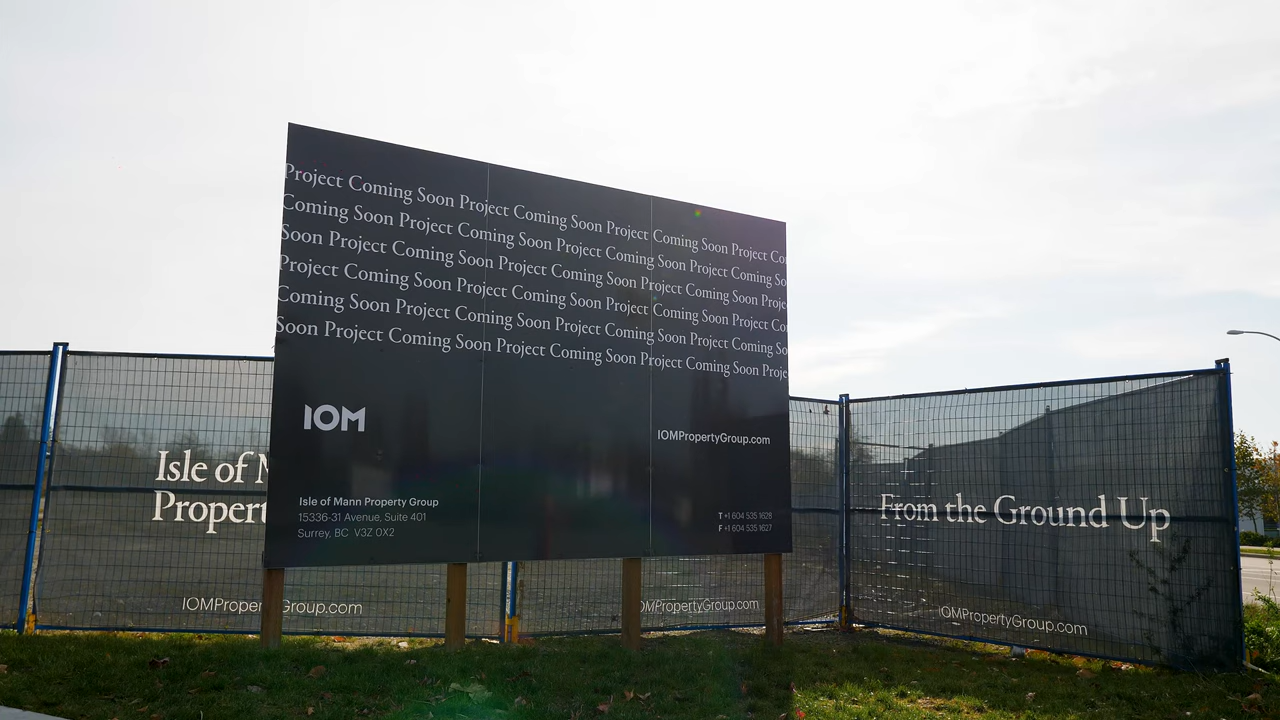 Project Coming Soon Project Coming Soon Project Coming Soon Project Co
Coming Soon Project Coming Soon Project Coming Soon Project Coming So
Soon Project Coming Soon Project Coming Soon Project Coming Soon Proje
Project Coming Soon Project Coming Soon Project Coming Soon Project Co
Coming Soon Project Coming Soon Project Coming Soon Project Coming So
Soon Project Coming Soon Project Coming Soon Project Coming Soon Proje
IOM
IOMPropertyGroup.com
Isle of Mann Property Group
15336-31 Avenue, Suite 401
Surrey, BC V3Z 0X2
T +1 604 535 1628
F +1 604 535 1627
Isle of M
Propert
IOMProper Group.com
IOMPropertyGroup.com
From the Ground Up
IOMPropertyGroup.com